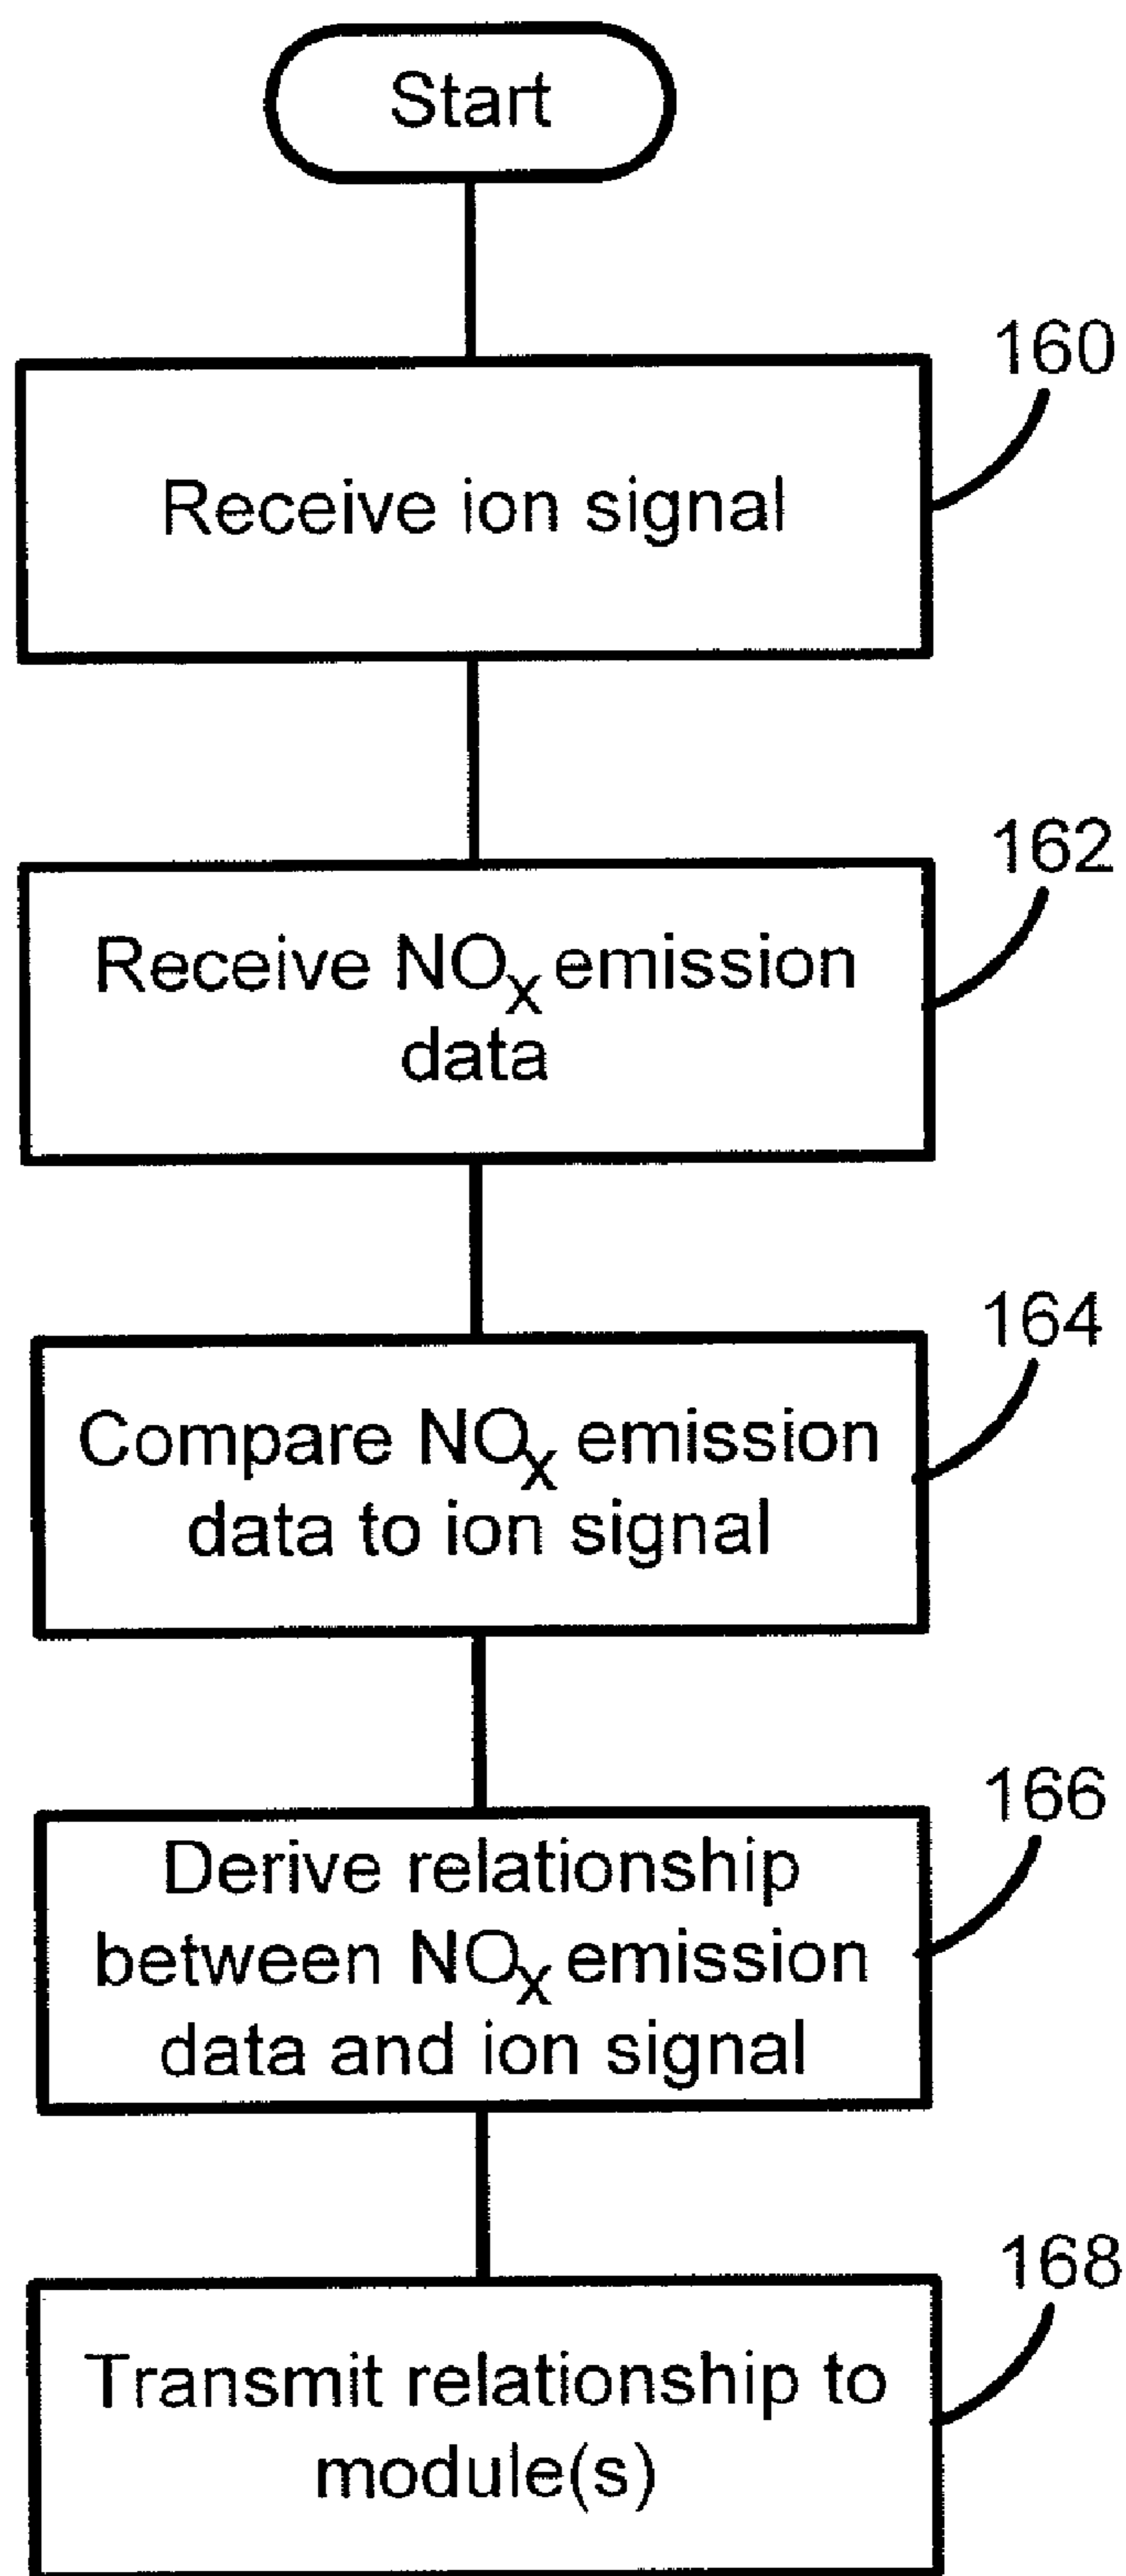 Start
160
Receive ion signal
162
Receive NOx emission
data
164
Compare NOx emission
data to ion signal
166
Derive relationship
between NOx emission
data and ion signal
168
Transmit relationship to
module(s)